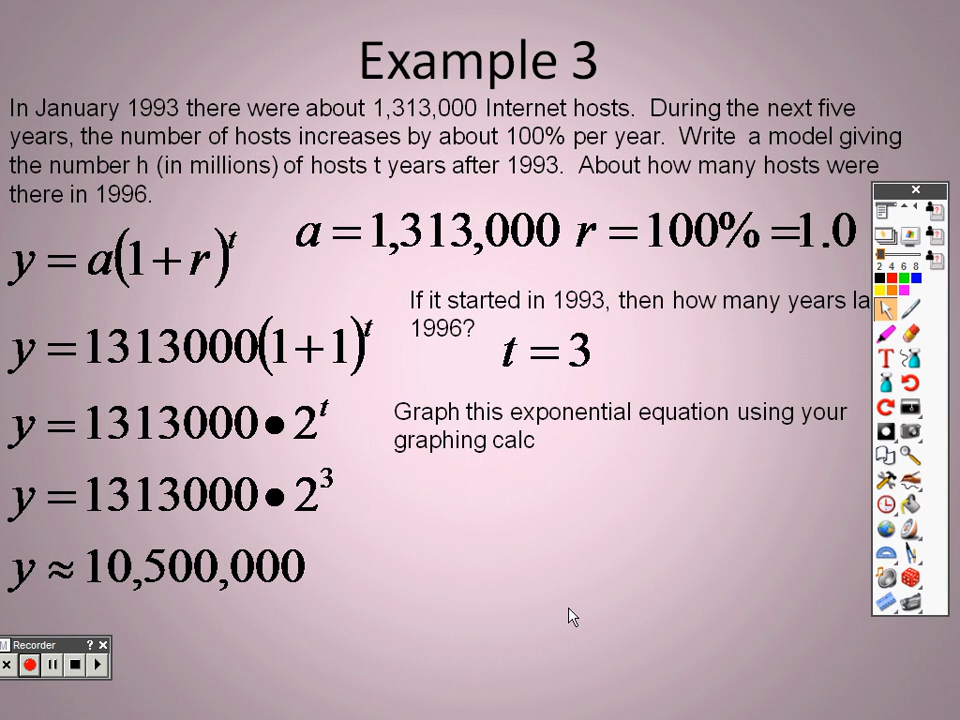 Example 3
In January 1993 there were about 1,313,000 Internet hosts. During the next five
years, the number of hosts increases by about 100% per year. Write a model giving
the number h (in millions) of hosts t years after 1993. About how many hosts were
there in 1996.
a = 1,313,000 r = 100% = 1.0
y = a(1 + r)^t
If it started in 1993, then how many years la
1996?
y = 1313000(1 + 1)^t
t = 3
Graph this exponential equation using your
graphing calc
y = 1313000 • 2^t
y = 1313000 • 2^3
y ≈ 10,500,000
2 4 6 8
T
M Recorder ? ×